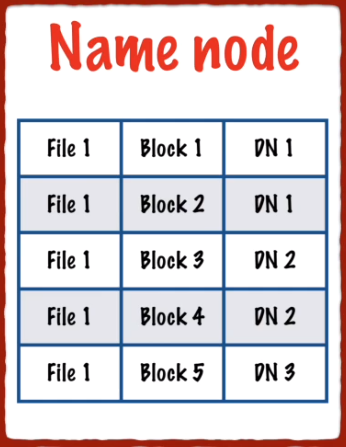 Name node
File 1 Block 1 DN 1
File 1 Block 2 DN 1
File 1 Block 3 DN 2
File 1 Block 4 DN 2
File 1 Block 5 DN 3